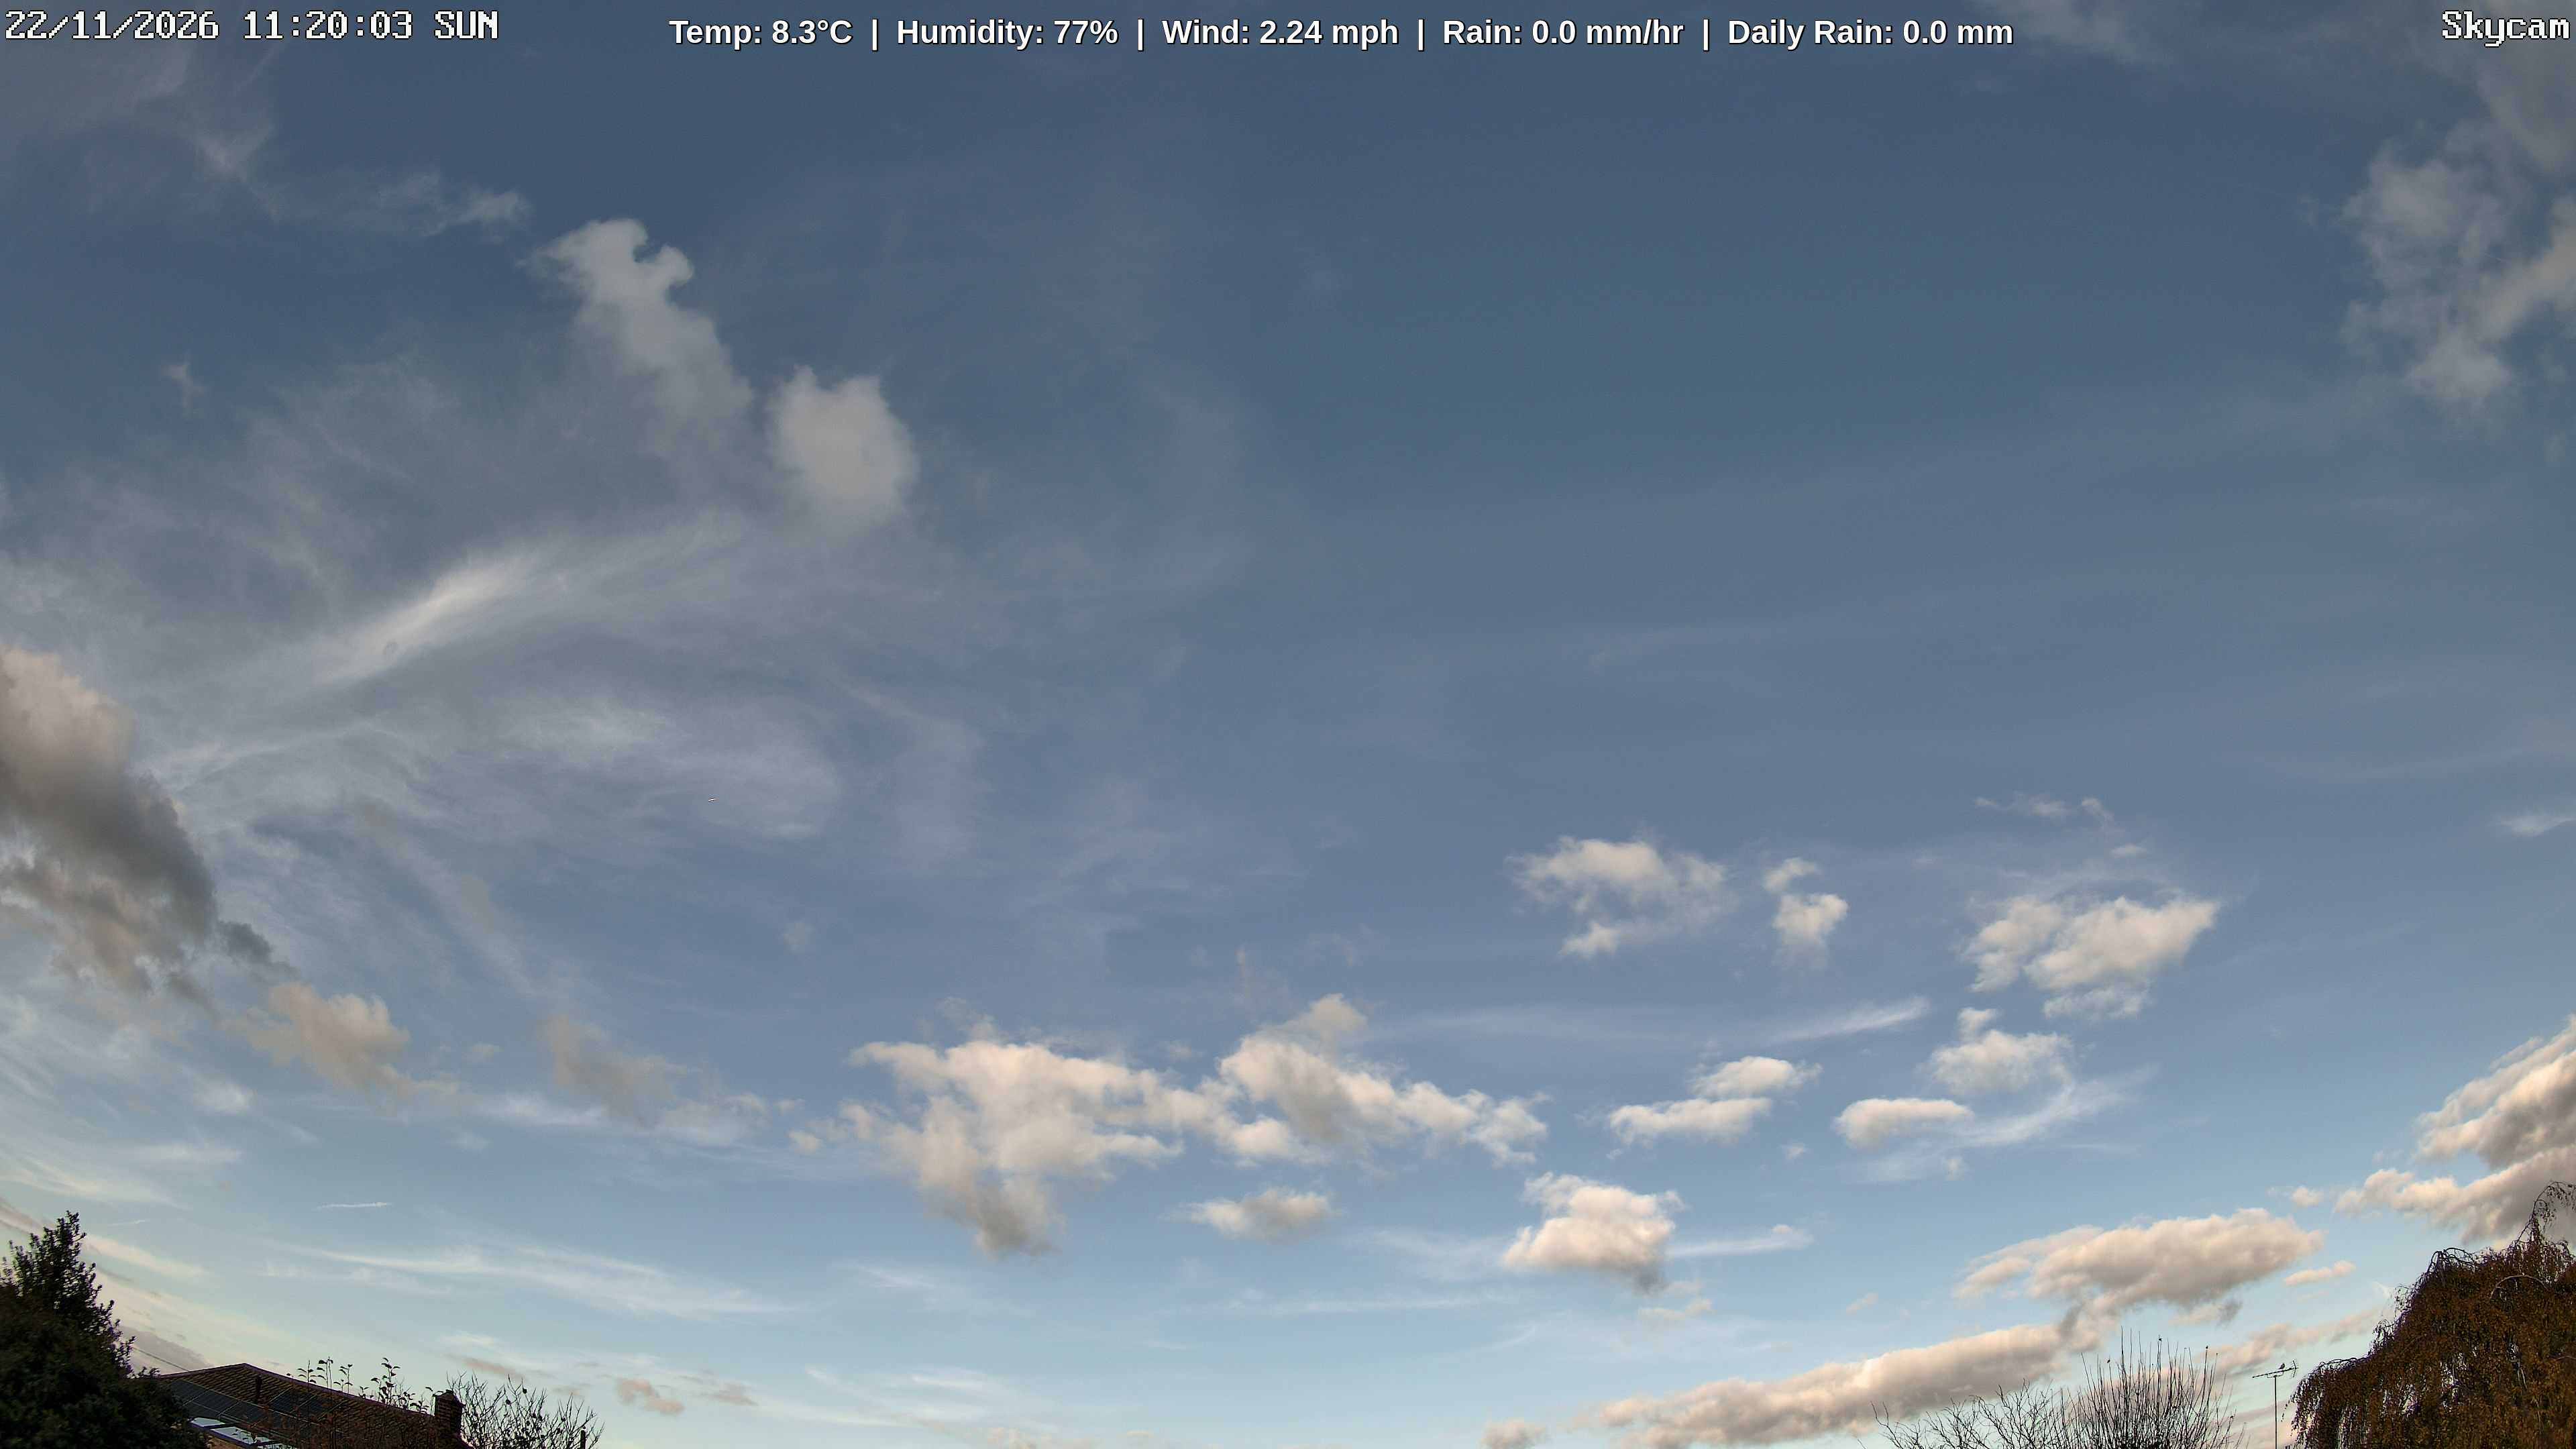 22/11/2026 11:20:03 SUN
Temp: 8.3°C | Humidity: 77% | Wind: 2.24 mph | Rain: 0.0 mm/hr | Daily Rain: 0.0 mm
Skycam